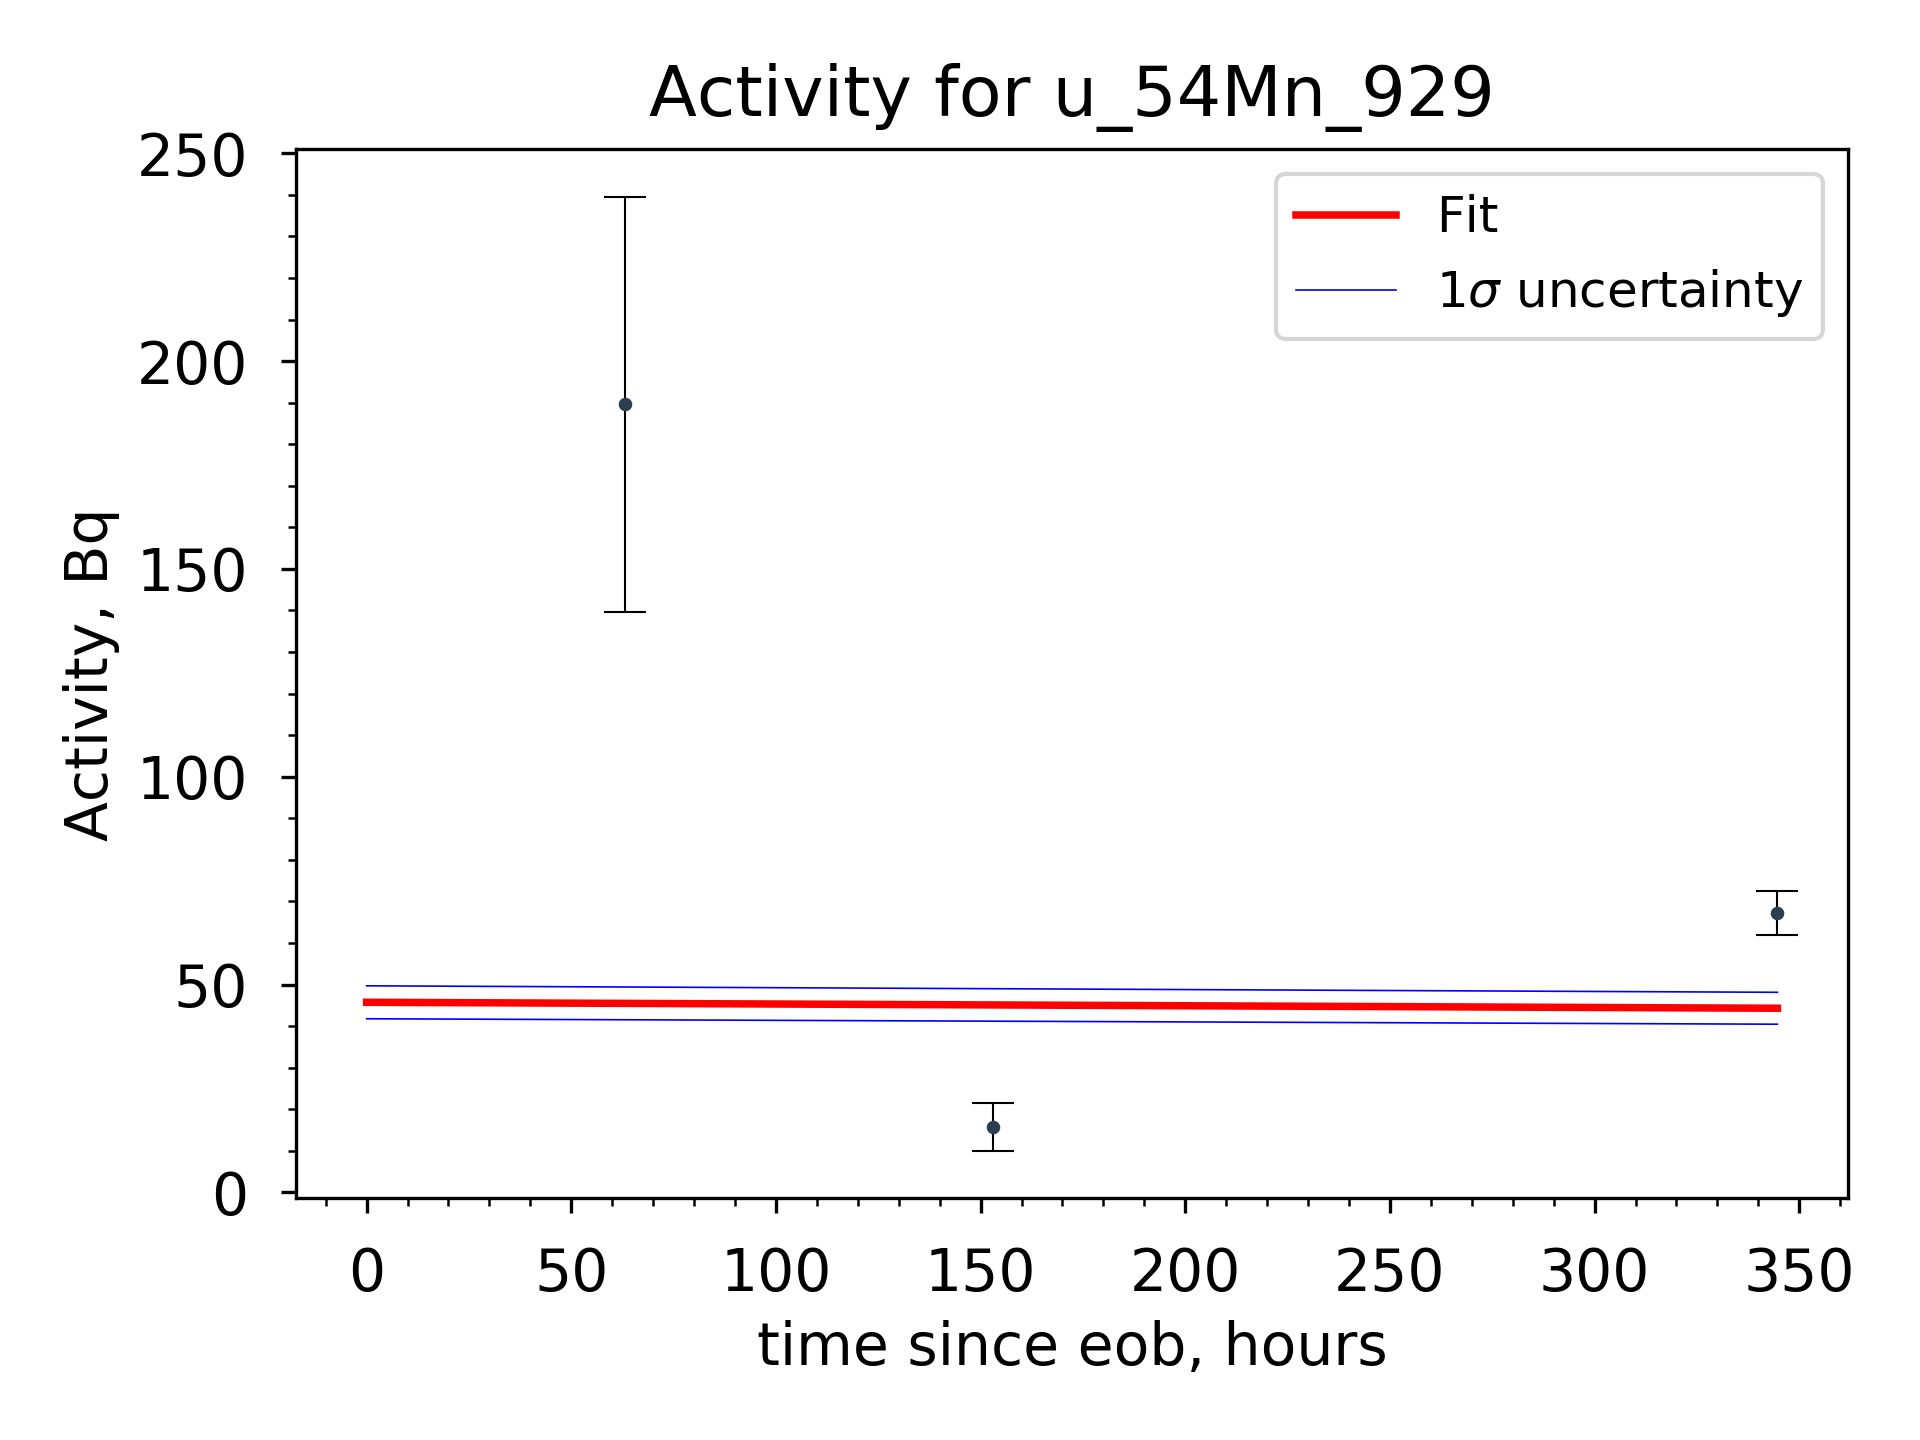 Activity for u_54Mn_929
Fit
1σ uncertainty
Activity, Bq
250
200
150
100
50
0
0 50 100 150 200 250 300 350
time since eob, hours